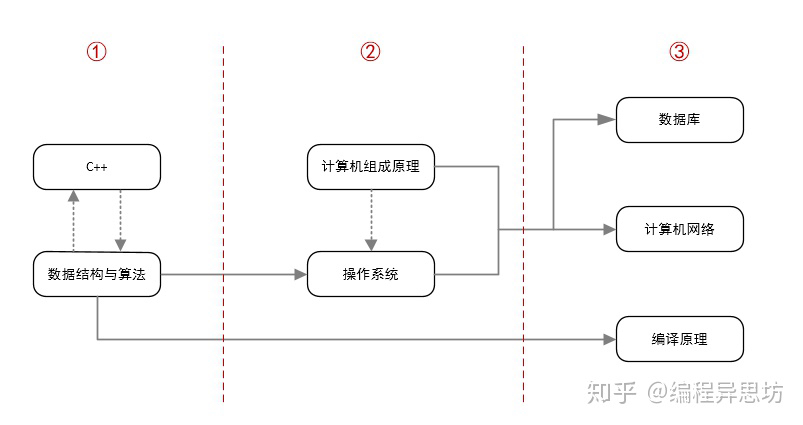 ①
②
③
数据库
C++
计算机组成原理
计算机网络
数据结构与算法
操作系统
编译原理
知乎 @编程异思坊